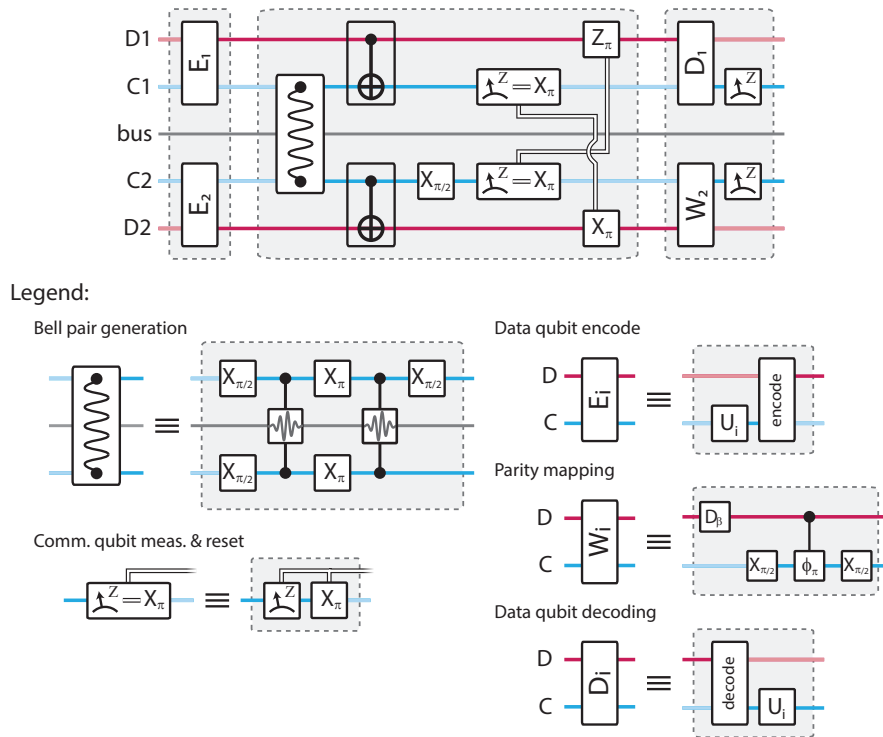 D1 E₁ Zπ D₁
C1 Z =Xπ Z
bus
C2 E₂ Xπ/2 Z =Xπ W₂ Z
D2 Xπ
Legend:
Bell pair generation
Xπ/2 Xπ Xπ/2
≡
Xπ/2 Xπ
Comm. qubit meas. & reset
Z =Xπ ≡ Z Xπ
Data qubit encode
D
Ei ≡ encode
C Ui
Parity mapping
D Dβ
Wi ≡
C Xπ/2 ϕπ Xπ/2
Data qubit decoding
D
Di ≡ decode
C Ui